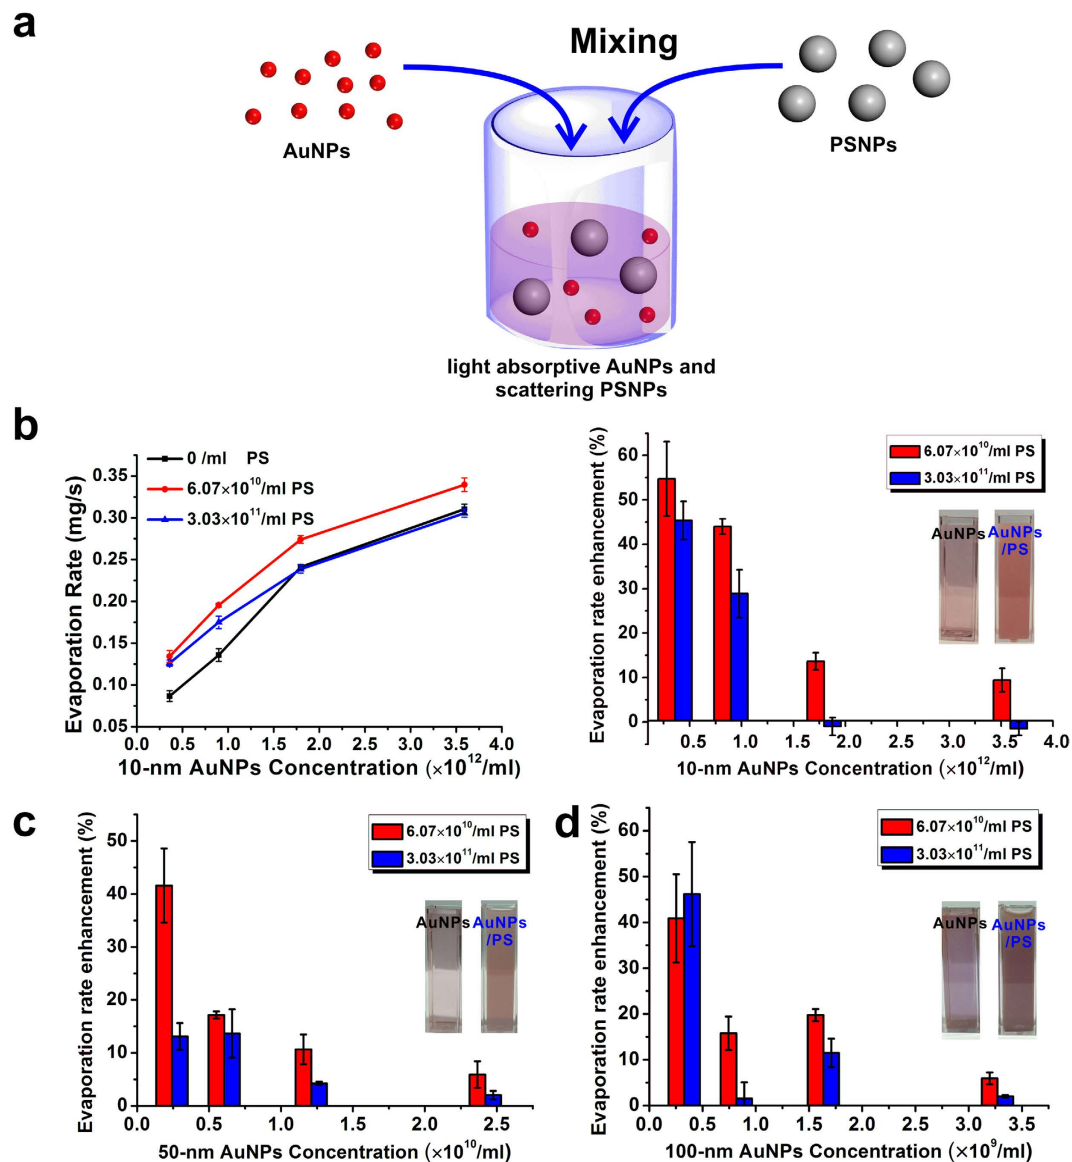 a
Mixing
AuNPs
PSNPs
light absorptive AuNPs and
scattering PSNPs
b
Evaporation Rate (mg/s)
0.35
0.30
0.25
0.20
0.15
0.10
0.05
0 /ml PS
6.07×10¹⁰/ml PS
3.03×10¹¹/ml PS
0.0 0.5 1.0 1.5 2.0 2.5 3.0 3.5 4.0
10-nm AuNPs Concentration (×10¹²/ml)
Evaporation rate enhancement (%)
60
50
40
30
20
10
0
6.07×10¹⁰/ml PS
3.03×10¹¹/ml PS
AuNPs
AuNPs
/PS
0.5 1.0 1.5 2.0 2.5 3.0 3.5 4.0
10-nm AuNPs Concentration (×10¹²/ml)
c
Evaporation rate enhancement (%)
50
40
30
20
10
0
6.07×10¹⁰/ml PS
3.03×10¹¹/ml PS
AuNPs
AuNPs
/PS
0.0 0.5 1.0 1.5 2.0 2.5
50-nm AuNPs Concentration (×10¹⁰/ml)
d
Evaporation rate enhancement (%)
60
50
40
30
20
10
0
6.07×10¹⁰/ml PS
3.03×10¹¹/ml PS
AuNPs
AuNPs
/PS
0.0 0.5 1.0 1.5 2.0 2.5 3.0 3.5
100-nm AuNPs Concentration (×10⁹/ml)